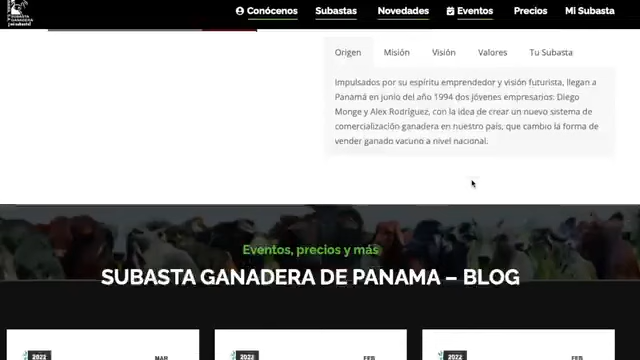 SUBASTA
GANADERA
Conócenos Subastas Novedades Eventos Precios Mi Subasta
Origen Misión Visión Valores Tu Subasta
Impulsados por su espíritu emprendedor y visión futurista, llegan a
Panamá en junio del año 1994 dos jóvenes empresarios: Diego
Monge y Alex Rodríguez, con la idea de crear un nuevo sistema de
comercialización ganadera en nuestro país, que cambio la forma de
vender ganado vacuno a nivel nacional.
Eventos, precios y más
SUBASTA GANADERA DE PANAMA – BLOG
2022 MAR 2022 FEB 2022 FEB